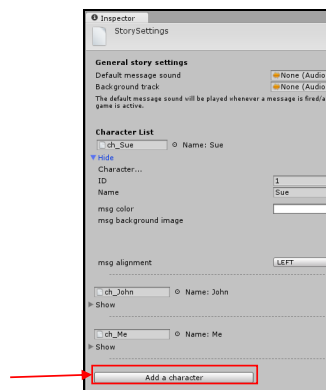 Inspector
StorySettings
General story settings
Default message sound None (Audio
Background track None (Audio
The default message sound will be played whenever a message is fired/a
game is active.
Character List
ch_Sue Name: Sue
Hide
Character...
ID 1
Name Sue
msg color
msg background image
msg alignment LEFT
ch_John Name: John
Show
ch_Me Name: Me
Show
Add a character